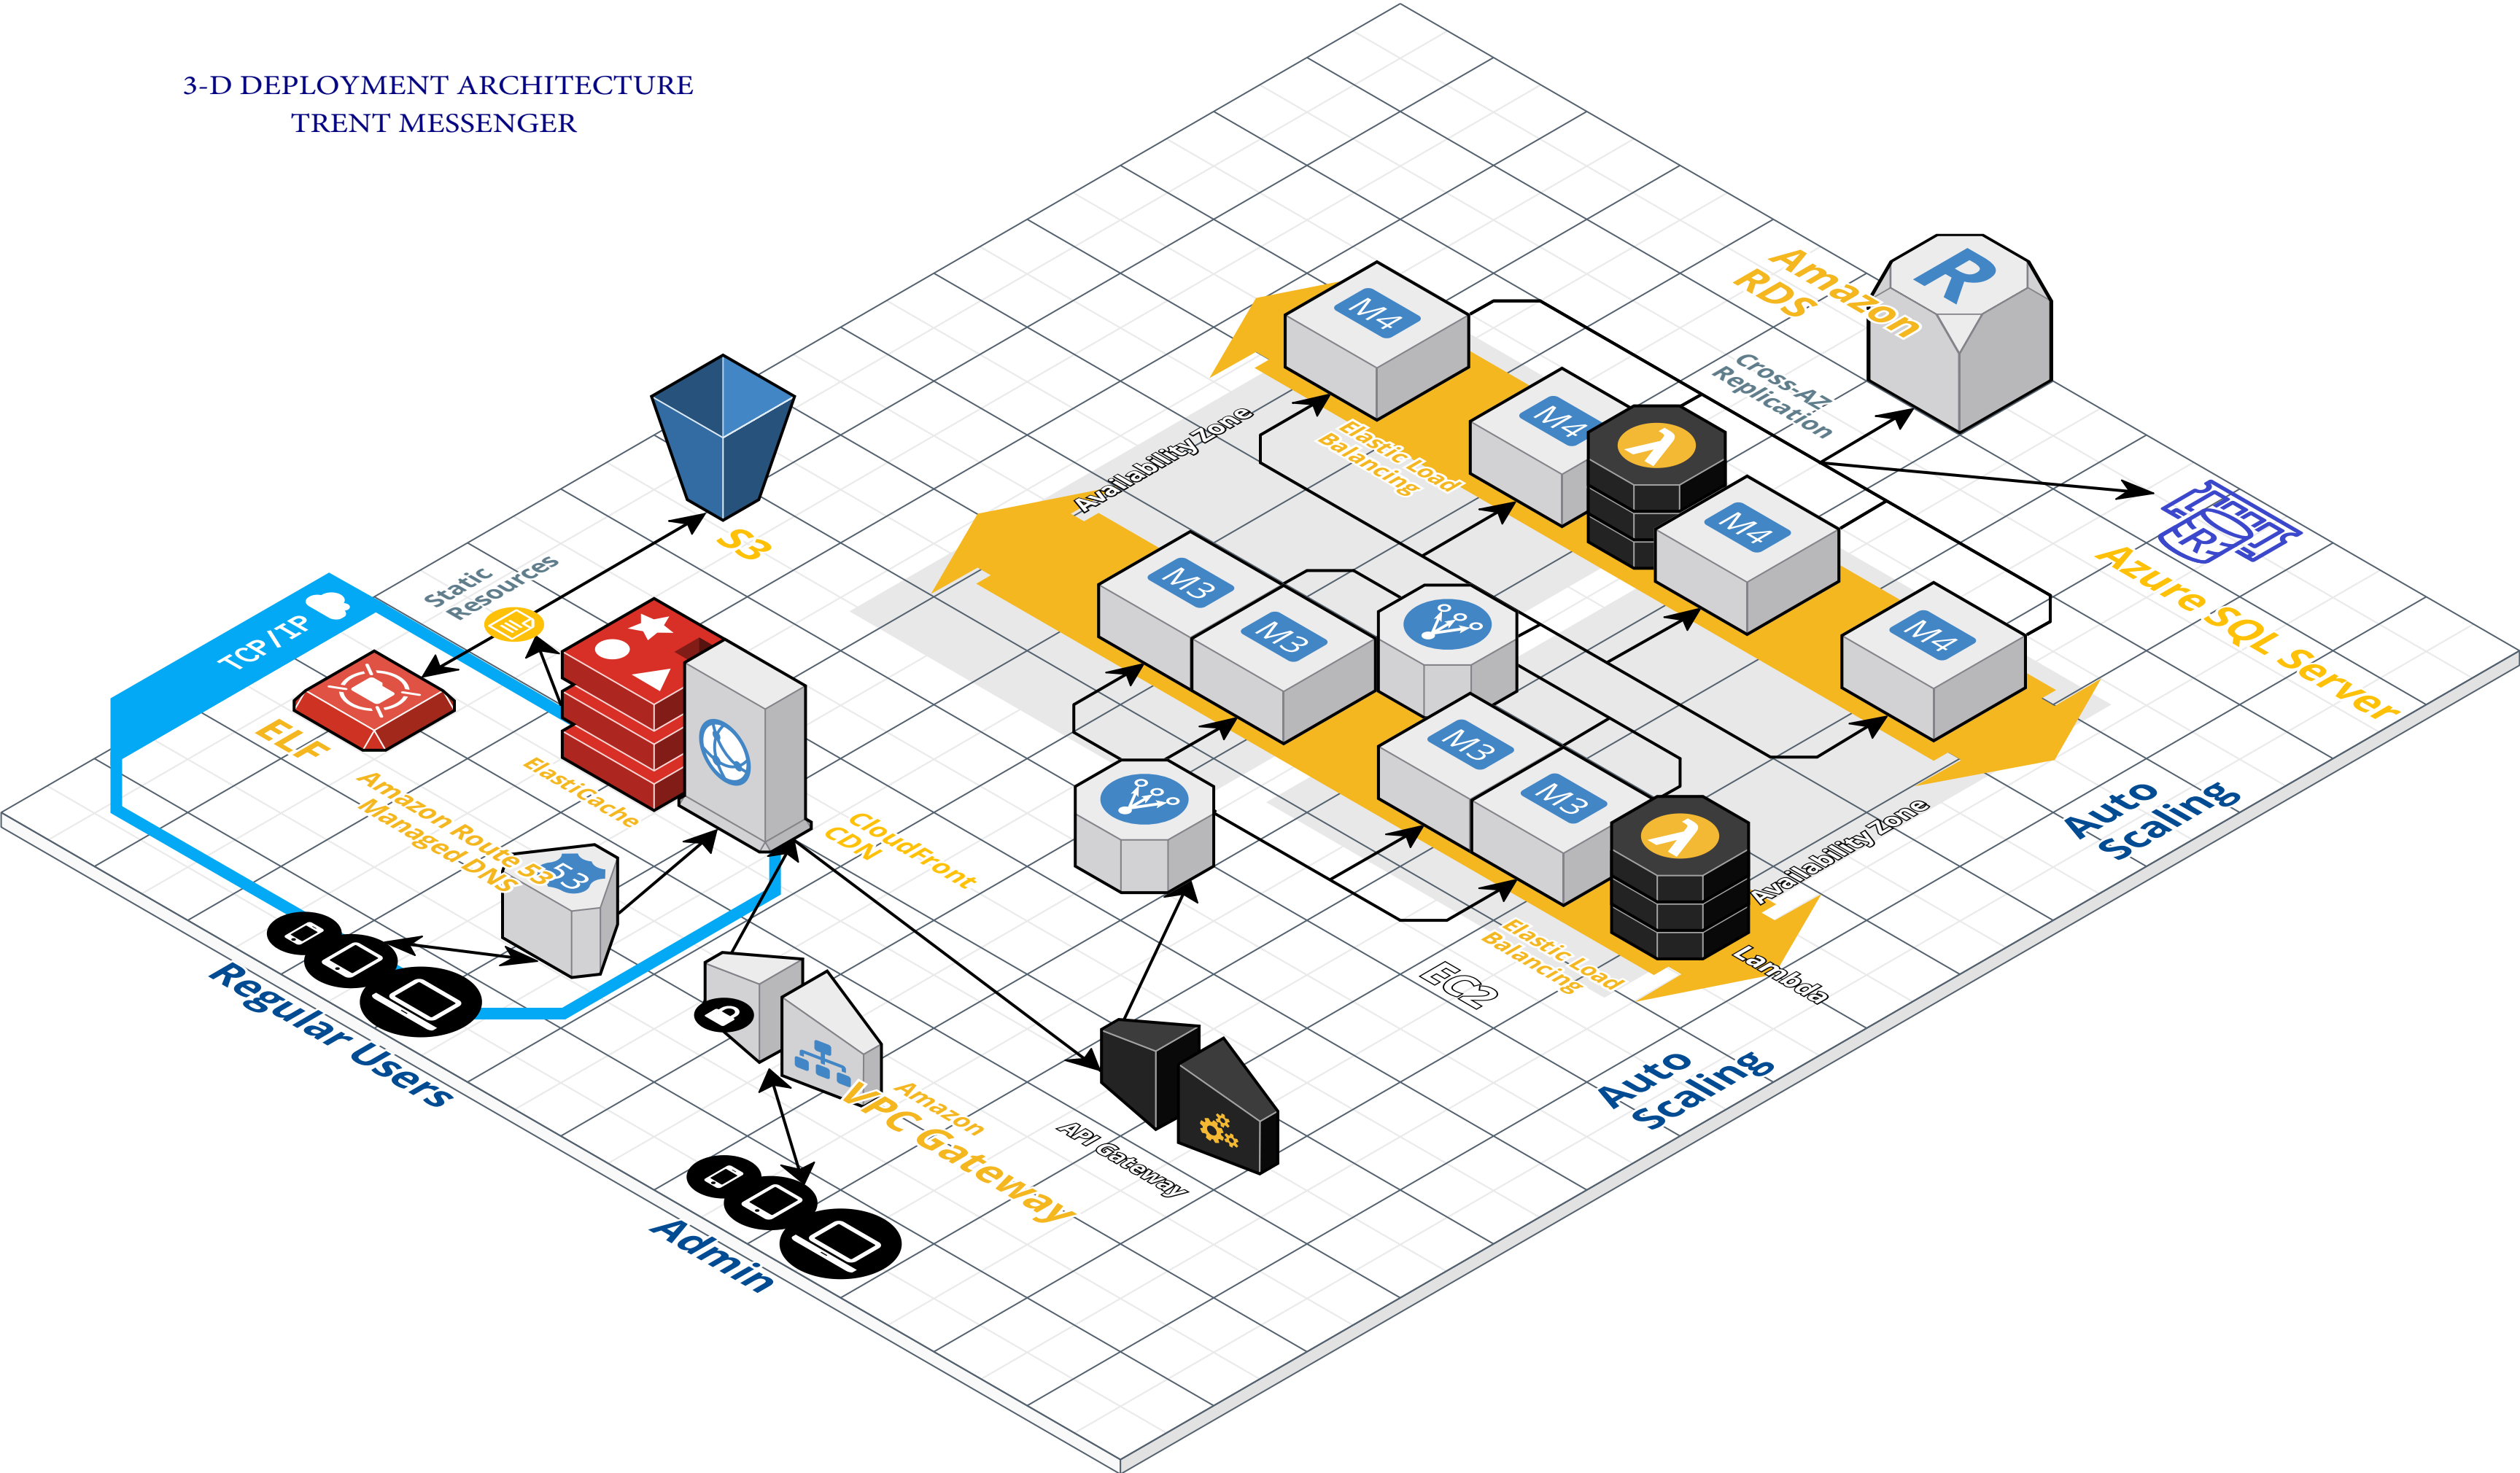 3-D DEPLOYMENT ARCHITECTURE
TRENT MESSENGER
Amazon
RDS
R
M4
Cross-AZ
Replication
Availability Zone
Elastic Load
Balancing
M4
M4
M4
S3
Static
Resources
TCP/IP
ELF
ElastiCache
Amazon Route 53
Managed DNS
53
CloudFront
CDN
M3
M3
M3
M3
ER
Azure SQL Server
Auto
Scaling
Availability Zone
Elastic Load
Balancing
EC2
Lambda
Auto
Scaling
Regular Users
Amazon
VPC Gateway
API Gateway
Admin
λ
λ